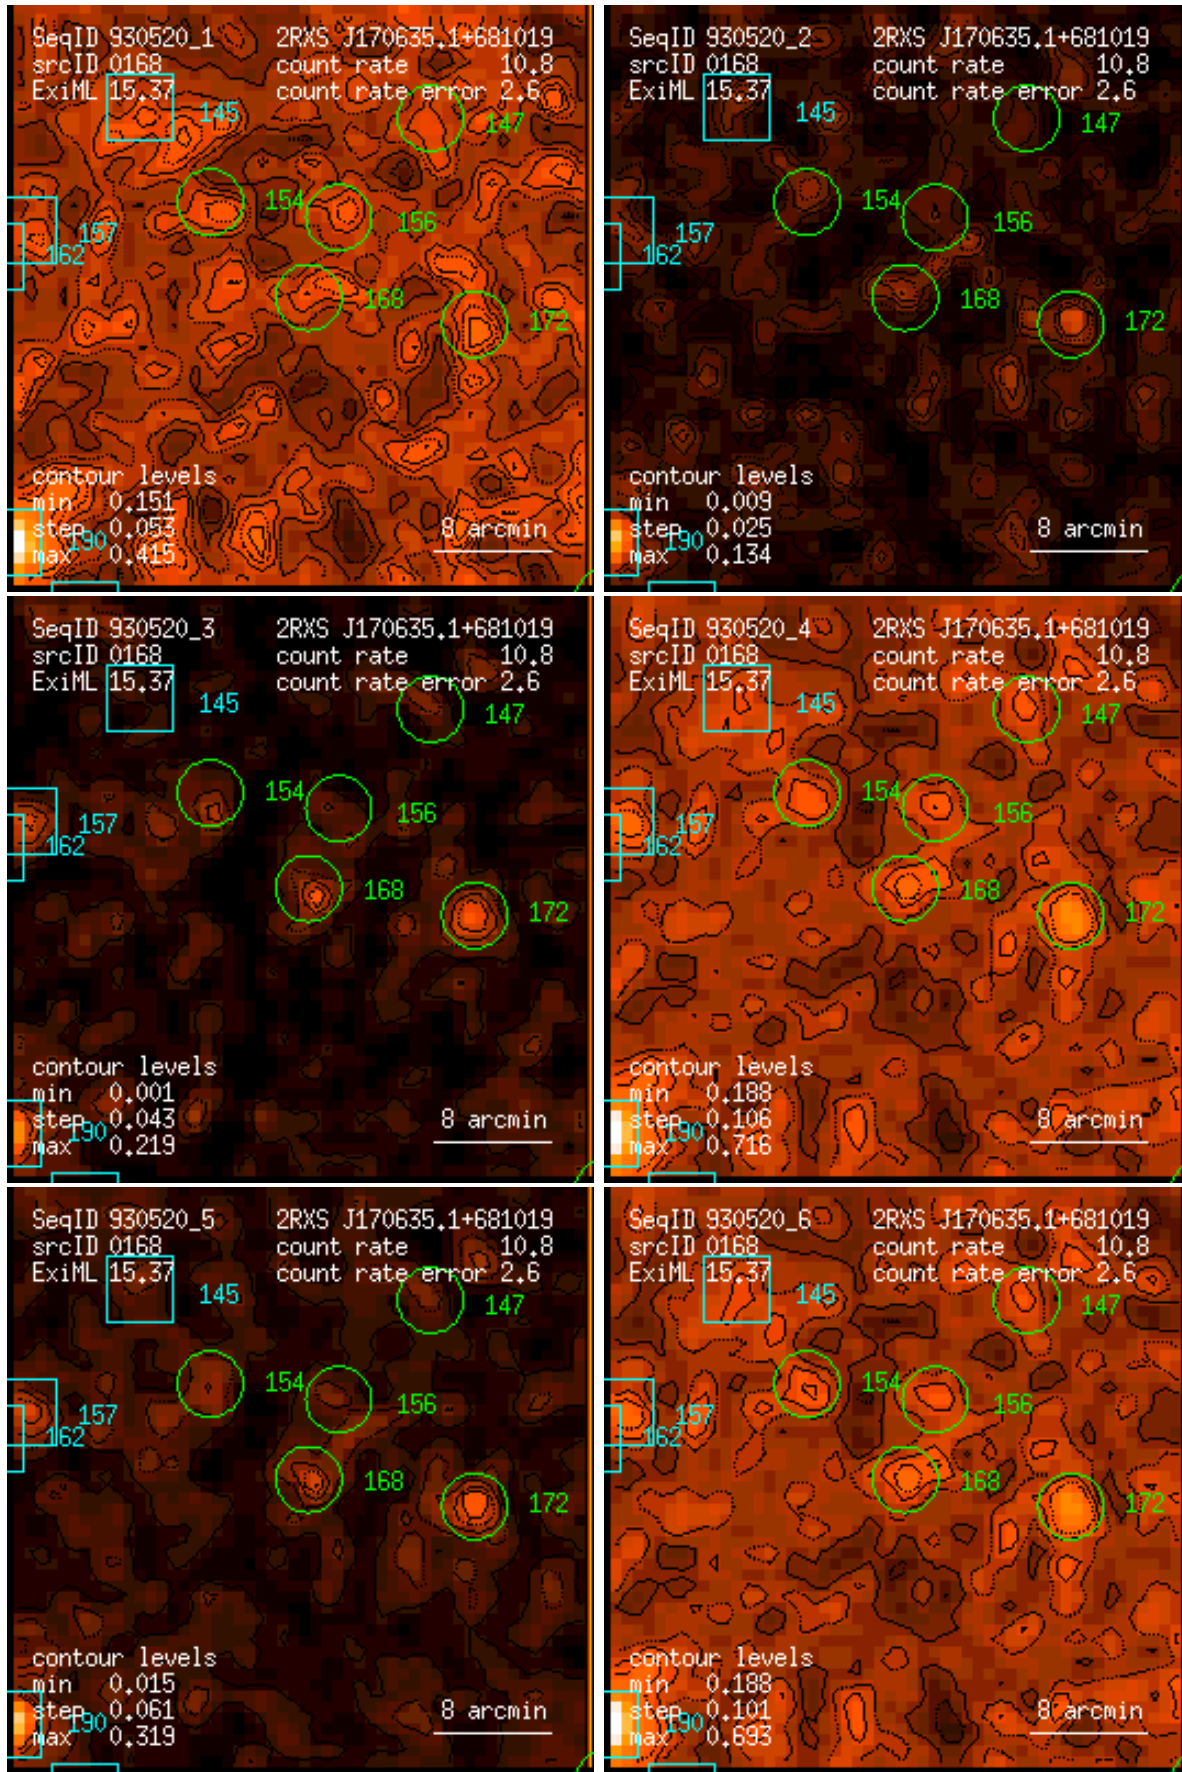 SeqID 930520_1 2RXS J170635.1+681019
srcID 0168 count rate 10.8
ExiML 15.37 count rate error 2.6
145
147
154
156
157
162
168
172
contour levels
min 0.151
step 0.053
max 0.415
190
8 arcmin
SeqID 930520_2 2RXS J170635.1+681019
srcID 0168 count rate 10.8
ExiML 15.37 count rate error 2.6
145
147
154
156
157
162
168
172
contour levels
min 0.009
step 0.025
max 0.134
190
8 arcmin
SeqID 930520_3 2RXS J170635.1+681019
srcID 0168 count rate 10.8
ExiML 15.37 count rate error 2.6
145
147
154
156
157
162
168
172
contour levels
min 0.001
step 0.043
max 0.219
190
8 arcmin
SeqID 930520_4 2RXS J170635.1+681019
srcID 0168 count rate 10.8
ExiML 15.37 count rate error 2.6
145
147
154
156
157
162
168
172
contour levels
min 0.188
step 0.106
max 0.716
190
8 arcmin
SeqID 930520_5 2RXS J170635.1+681019
srcID 0168 count rate 10.8
ExiML 15.37 count rate error 2.6
145
147
154
156
157
162
168
172
contour levels
min 0.015
step 0.061
max 0.319
190
8 arcmin
SeqID 930520_6 2RXS J170635.1+681019
srcID 0168 count rate 10.8
ExiML 15.37 count rate error 2.6
145
147
154
156
157
162
168
172
contour levels
min 0.188
step 0.101
max 0.693
190
8 arcmin